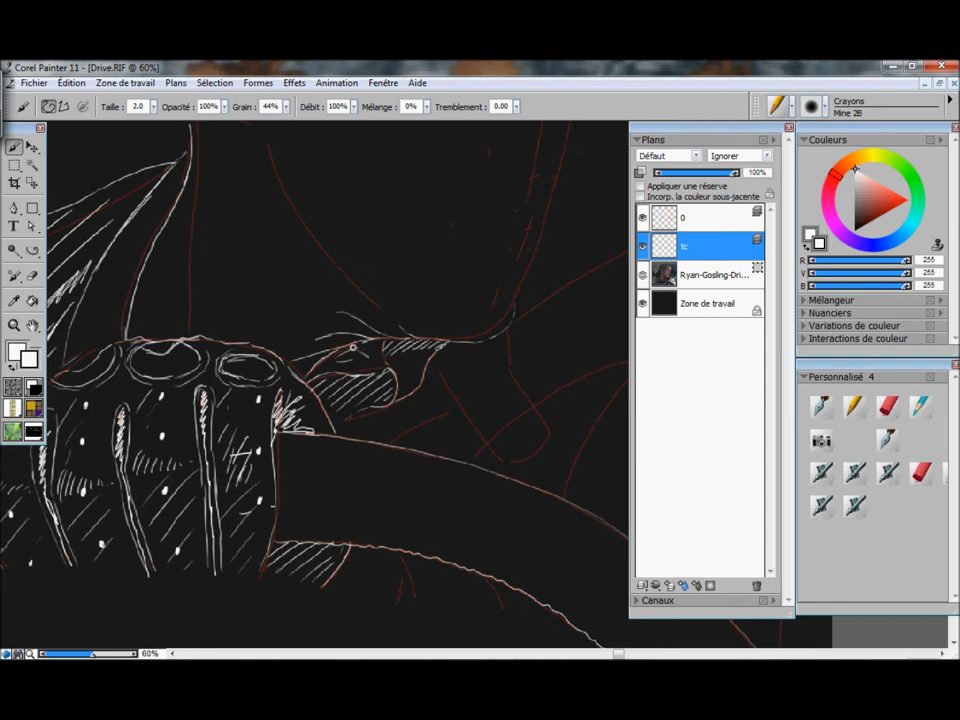 Corel Painter 11 - [Drive.RIF @ 60%]
Fichier Édition Zone de travail Plans Sélection Formes Effets Animation Fenêtre Aide
Taille : 2.0 Opacité : 100% Grain : 44% Débit : 100% Mélange : 0% Tremblement : 0.00
Crayons
Mine 2B
Plans
Défaut Ignorer
100%
Appliquer une réserve
Incorp. la couleur sous-jacente
0
tc
Ryan-Gosling-Dri...
Zone de travail
Canaux
Couleurs
R 255
V 255
B 255
Mélangeur
Nuanciers
Variations de couleur
Interactions de couleur
Personnalisé 4
T
60%